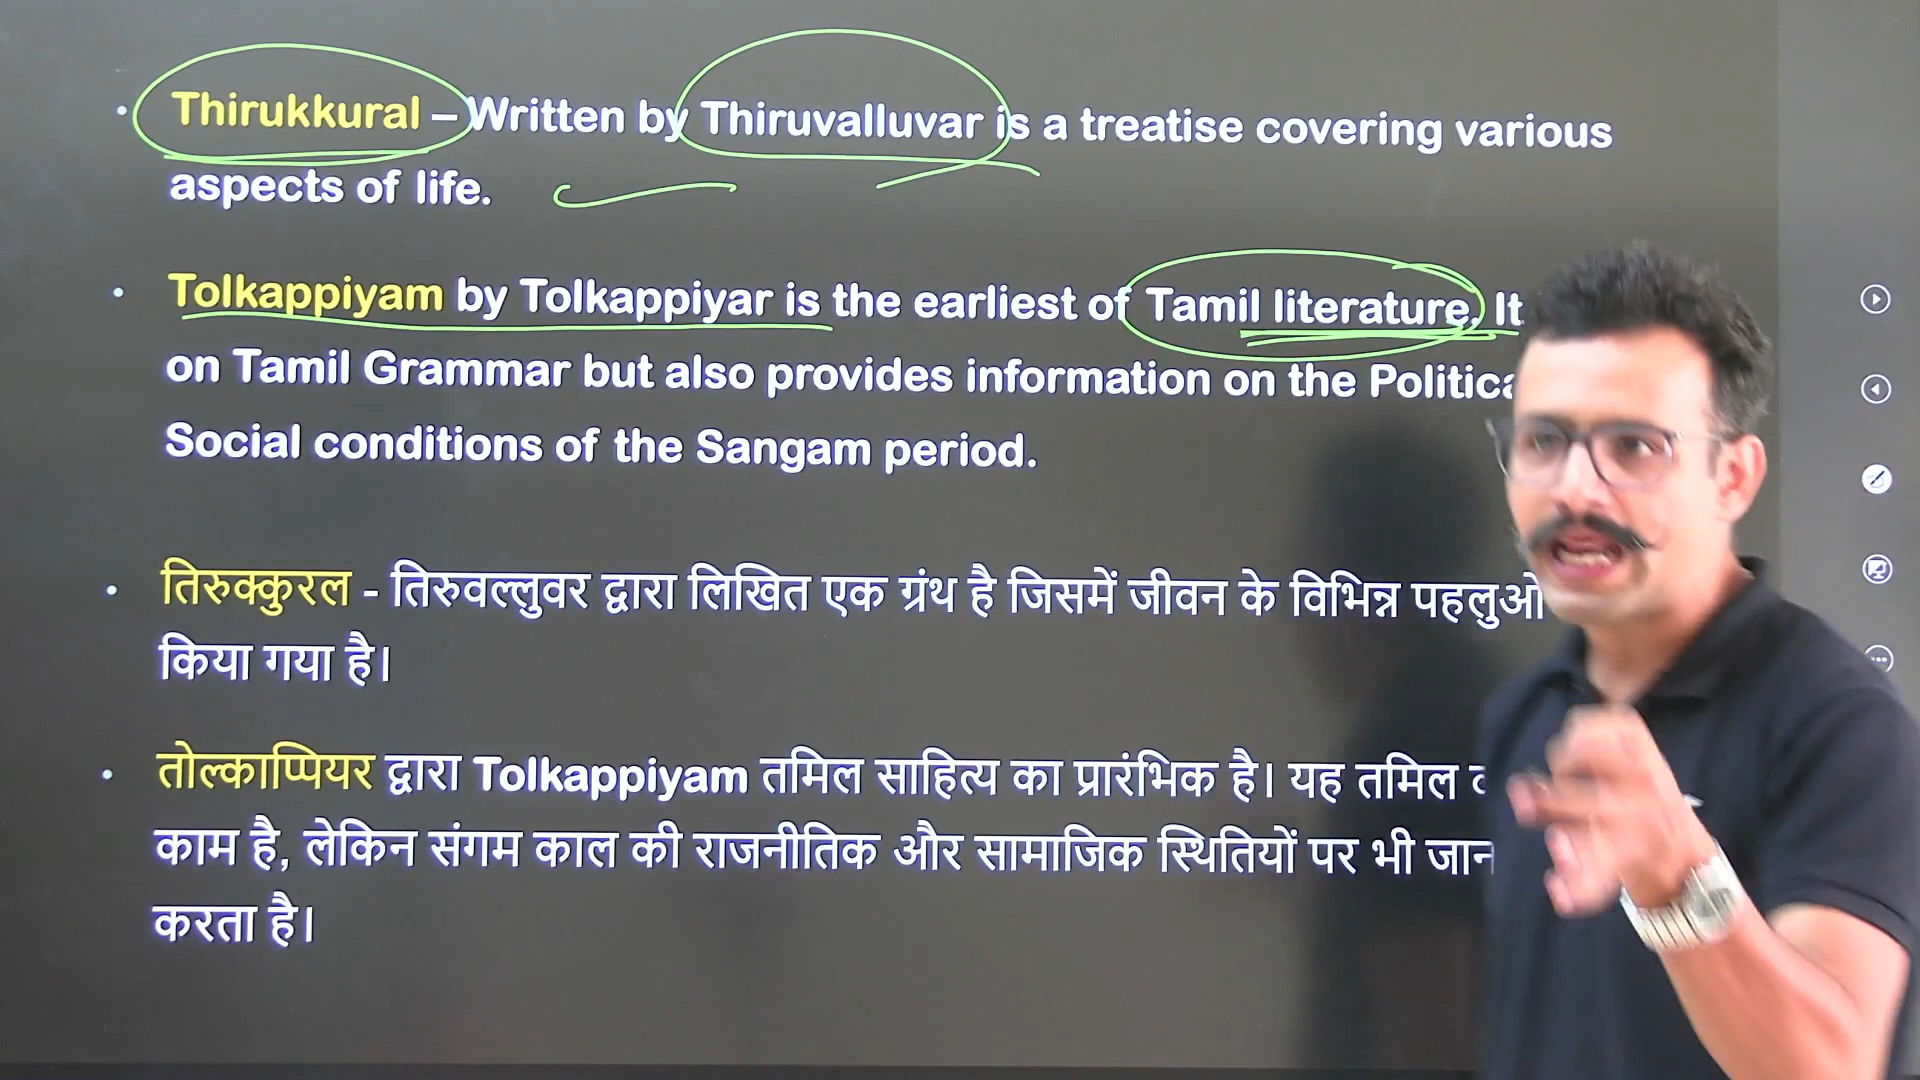 Thirukkural – Written by Thiruvalluvar is a treatise covering various
aspects of life.
Tolkappiyam by Tolkappiyar is the earliest of Tamil literature. It
on Tamil Grammar but also provides information on the
Social conditions of the Sangam period.
तिरुक्कुरल - तिरुवल्लुवर द्वारा लिखित एक ग्रंथ है जिसमें जीवन के विभिन्न
किया गया है।
तोल्काप्पियर द्वारा Tolkappiyam तमिल साहित्य का प्रारंभिक है। यह तमिल
काम है, लेकिन संगम काल की राजनीतिक और सामाजिक स्थितियों पर भी
करता है।